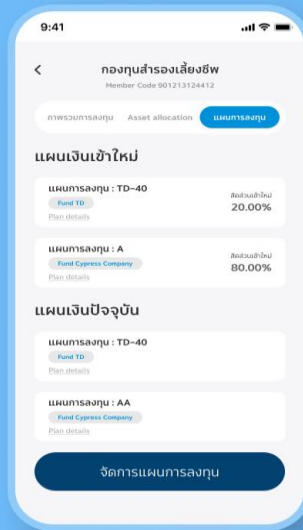 9:41
กองทุนสำรองเลี้ยงชีพ
Member Code 901213124412
ภาพรวมการลงทุน Asset allocation แผนการลงทุน
แผนเงินเข้าใหม่
แผนการลงทุน : TD-40
Fund TD
Plan details
สัดส่วนเข้าใหม่
20.00%
แผนการลงทุน : A
Fund Cypress Company
Plan details
สัดส่วนเข้าใหม่
80.00%
แผนเงินปัจจุบัน
แผนการลงทุน : TD-40
Fund TD
Plan details
แผนการลงทุน : AA
Fund Cypress Company
Plan details
จัดการแผนการลงทุน